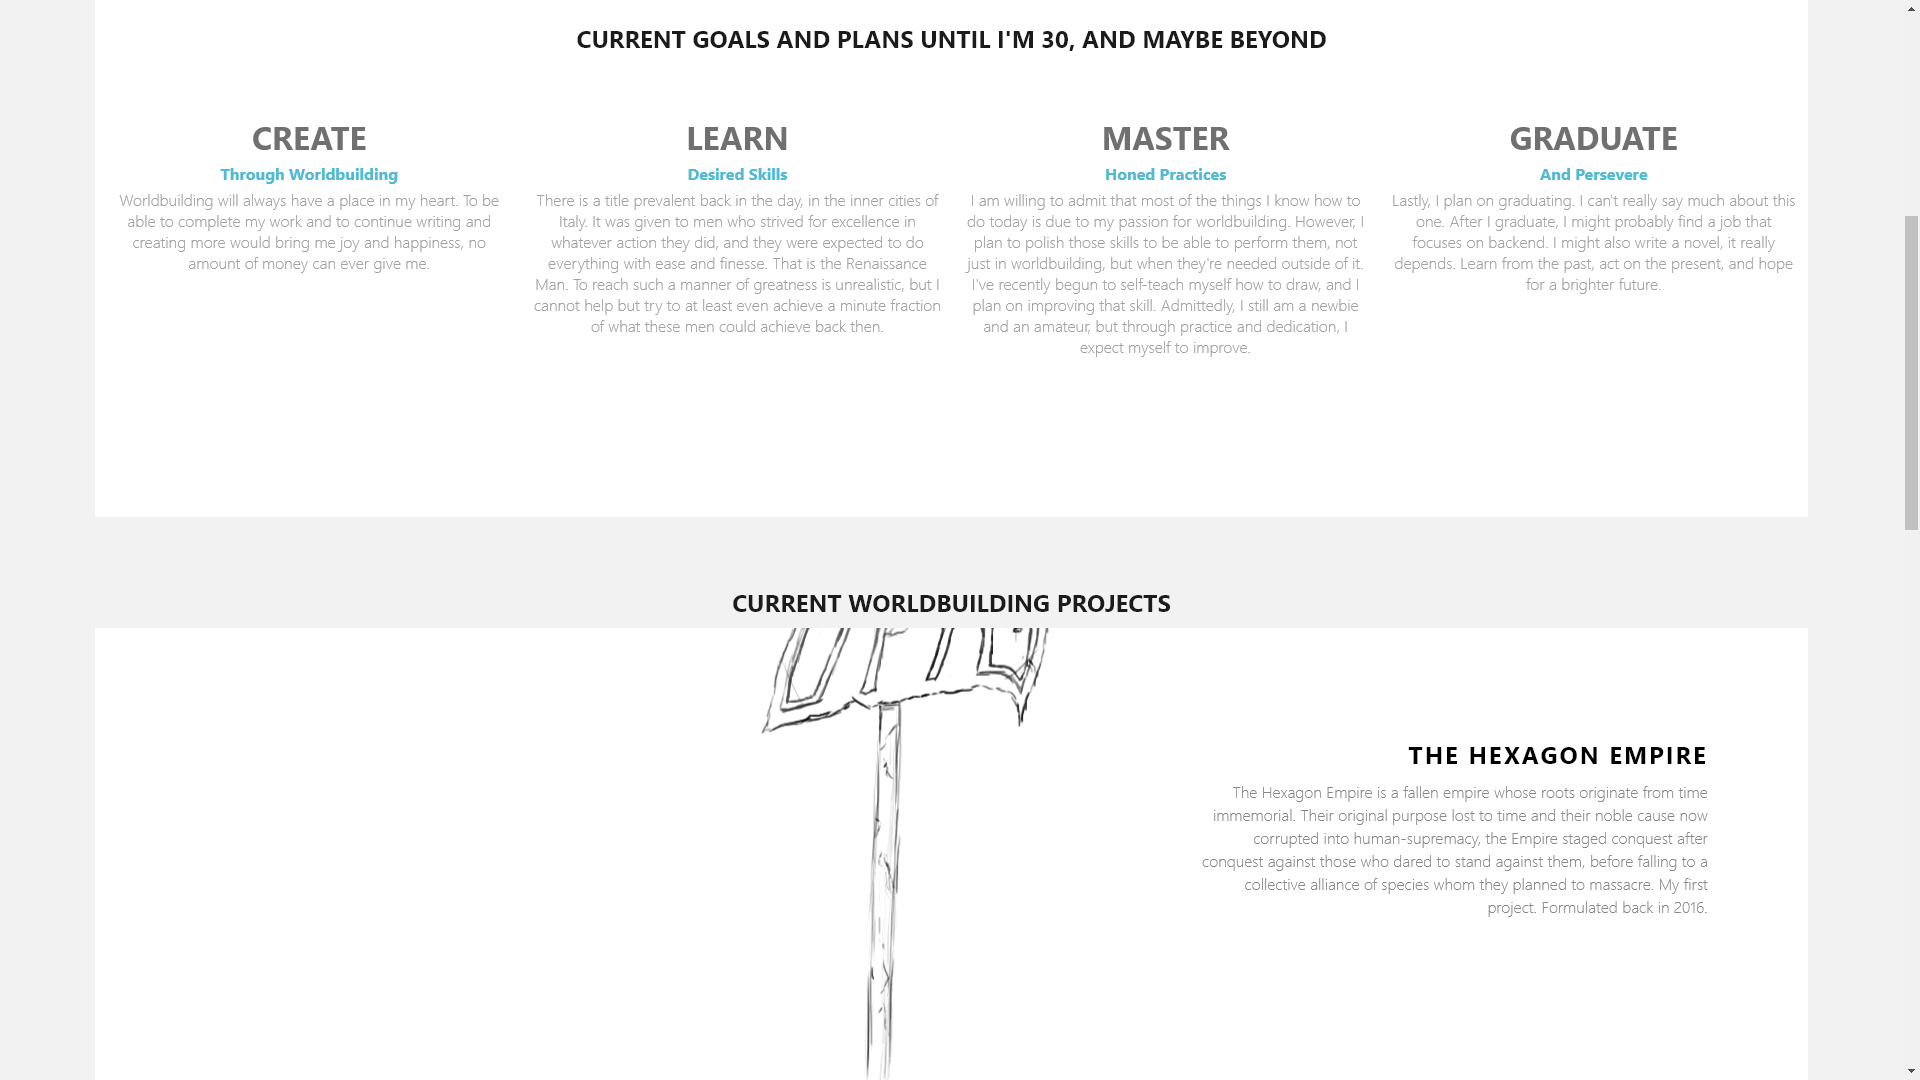 CURRENT GOALS AND PLANS UNTIL I'M 30, AND MAYBE BEYOND
CREATE
Through Worldbuilding
Worldbuilding will always have a place in my heart. To be
able to complete my work and to continue writing and
creating more would bring me joy and happiness, no
amount of money can ever give me.
LEARN
Desired Skills
There is a title prevalent back in the day, in the inner cities of
Italy. It was given to men who strived for excellence in
whatever action they did, and they were expected to do
everything with ease and finesse. That is the Renaissance
Man. To reach such a manner of greatness is unrealistic, but I
cannot help but try to at least even achieve a minute fraction
of what these men could achieve back then.
MASTER
Honed Practices
I am willing to admit that most of the things I know how to
do today is due to my passion for worldbuilding. However, I
plan to polish those skills to be able to perform them, not
just in worldbuilding, but when they're needed outside of it.
I've recently begun to self-teach myself how to draw, and I
plan on improving that skill. Admittedly, I still am a newbie
and an amateur, but through practice and dedication, I
expect myself to improve.
GRADUATE
And Persevere
Lastly, I plan on graduating. I can't really say much about this
one. After I graduate, I might probably find a job that
focuses on backend. I might also write a novel, it really
depends. Learn from the past, act on the present, and hope
for a brighter future.
CURRENT WORLDBUILDING PROJECTS
THE HEXAGON EMPIRE
The Hexagon Empire is a fallen empire whose roots originate from time
immemorial. Their original purpose lost to time and their noble cause now
corrupted into human-supremacy, the Empire staged conquest after
conquest against those who dared to stand against them, before falling to a
collective alliance of species whom they planned to massacre. My first
project. Formulated back in 2016.